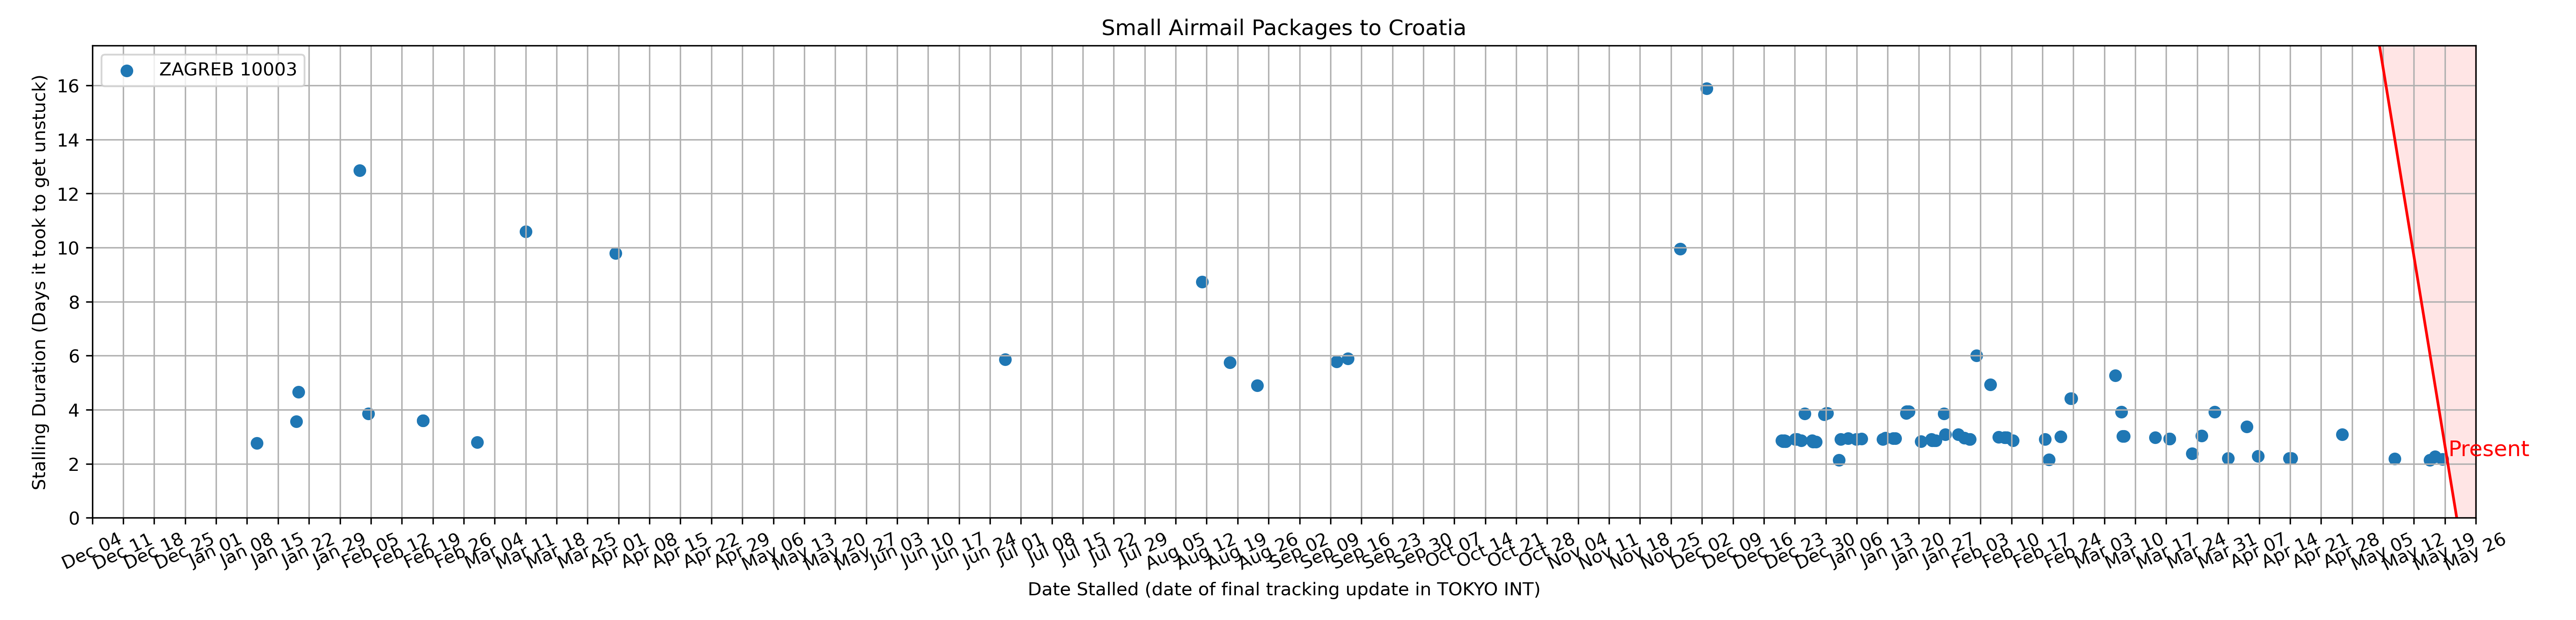 Small Airmail Packages to Croatia
ZAGREB 10003
Stalling Duration (Days it took to get unstuck)
16
14
12
10
8
6
4
2
0
Present
Dec 04 Dec 11 Dec 18 Dec 25 Jan 01 Jan 08 Jan 15 Jan 22 Jan 29 Feb 05 Feb 12 Feb 19 Feb 26 Mar 04 Mar 11 Mar 18 Mar 25 Apr 01 Apr 08 Apr 15 Apr 22 Apr 29 May 06 May 13 May 20 May 27 Jun 03 Jun 10 Jun 17 Jun 24 Jul 01 Jul 08 Jul 15 Jul 22 Jul 29 Aug 05 Aug 12 Aug 19 Aug 26 Sep 02 Sep 09 Sep 16 Sep 23 Sep 30 Oct 07 Oct 14 Oct 21 Oct 28 Nov 04 Nov 11 Nov 18 Nov 25 Dec 02 Dec 09 Dec 16 Dec 23 Dec 30 Jan 06 Jan 13 Jan 20 Jan 27 Feb 03 Feb 10 Feb 17 Feb 24 Mar 03 Mar 10 Mar 17 Mar 24 Mar 31 Apr 07 Apr 14 Apr 21 Apr 28 May 05 May 12 May 19 May 26
Date Stalled (date of final tracking update in TOKYO INT)